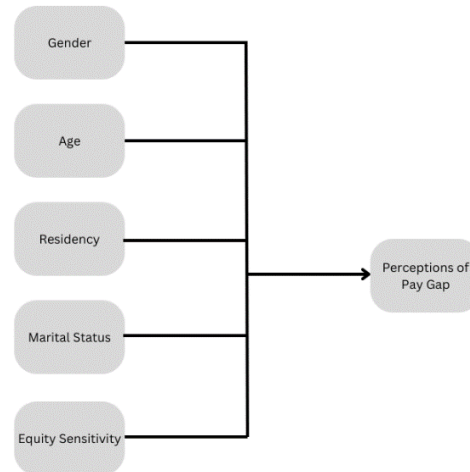 Gender
Age
Residency
Marital Status
Equity Sensitivity
Perceptions of
Pay Gap